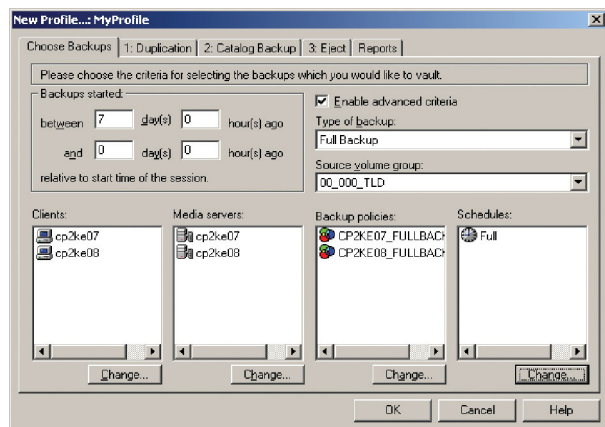 New Profile...: MyProfile
Choose Backups 1: Duplication 2: Catalog Backup 3: Eject Reports
Please choose the criteria for selecting the backups which you would like to vault.
Backups started:
between 7 day(s) 0 hour(s) ago
and 0 day(s) 0 hour(s) ago
relative to start time of the session.
Enable advanced criteria
Type of backup:
Full Backup
Source volume group:
00_000_TLD
Clients:
cp2ke07
cp2ke08
Change...
Media servers:
cp2ke07
cp2ke08
Change...
Backup policies:
CP2KE07_FULLBACK
CP2KE08_FULLBACK
Change...
Schedules:
Full
Change...
OK Cancel Help